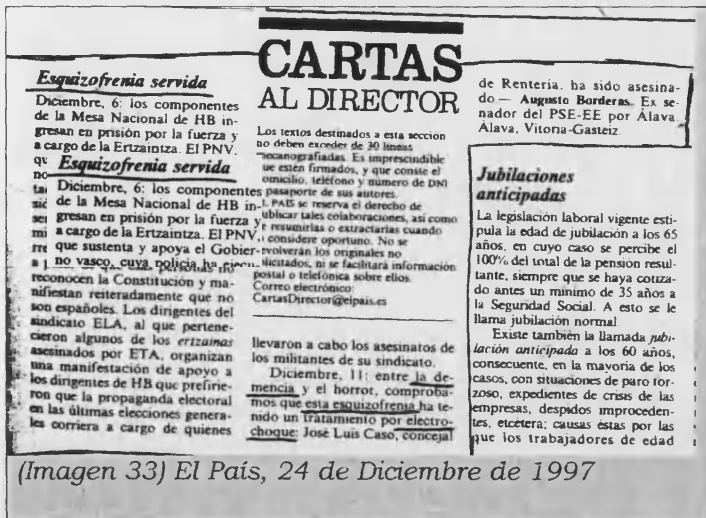 Esquizofrenia servida
Diciembre, 6: los componentes
de la Mesa Nacional de HB in-
gresan en prisión por la fuerza y
a cargo de la Ertzaintza. El PNV,
qu
no
Esquizofrenia servida
Diciembre, 6: los componentes
de la Mesa Nacional de HB in-
gresan en prisión por la fuerza y
a cargo de la Ertzaintza. El PNV,
que sustenta y apoya el Gobier-
no vasco, cuya policía ha
reconocen la Constitución y ma-
nifiestan reiteradamente que no
son españoles. Los dirigentes del
sindicato ELA, al que pertene-
cieron algunos de los ertzainas
asesinados por ETA, organizan
una manifestación de apoyo a
los dirigentes de HB que prefirie-
ron que la propaganda electoral
en las últimas elecciones genera-
les corriera a cargo de quienes
CARTAS
AL DIRECTOR
Los textos destinados a esta sección
no deben exceder de 30 líneas
mecanografiadas. Es imprescindible
que estén firmados, y que conste el
domicilio, teléfono y número de DNI
pasaporte de sus autores.
L PAÍS se reserva el derecho de
ublicar tales colaboraciones, así como
e resumirlas o extractarlas cuando
considere oportuno. No se
evolverán los originales no
licitados, ni se facilitará información
postal o telefónica sobre ellos.
Correo electrónico:
CartasDirector@elpais.es
llevaron a cabo los asesinatos de
los militantes de su sindicato.
Diciembre, 11: entre la de-
mencia y el horror, comproba-
mos que esta esquizofrenia ha te-
nido un tratamiento por electro-
choque: José Luis Caso, concejal
de Rentería, ha sido asesina-
do.— Augusto Borderas. Ex se-
nador del PSE-EE por Álava.
Álava, Vitoria-Gasteiz.
Jubilaciones
anticipadas
La legislación laboral vigente esti-
pula la edad de jubilación a los 65
años, en cuyo caso se percibe el
100% del total de la pensión resul-
tante, siempre que se haya cotiza-
do antes un mínimo de 35 años a
la Seguridad Social. A esto se le
llama jubilación normal.
Existe también la llamada jubi-
lación anticipada a los 60 años,
consecuente, en la mayoría de los
casos, con situaciones de paro for-
zoso, expedientes de crisis de las
empresas, despidos improceden-
tes, etcétera; causas éstas por las
que los trabajadores de edad
(Imagen 33) El País, 24 de Diciembre de 1997